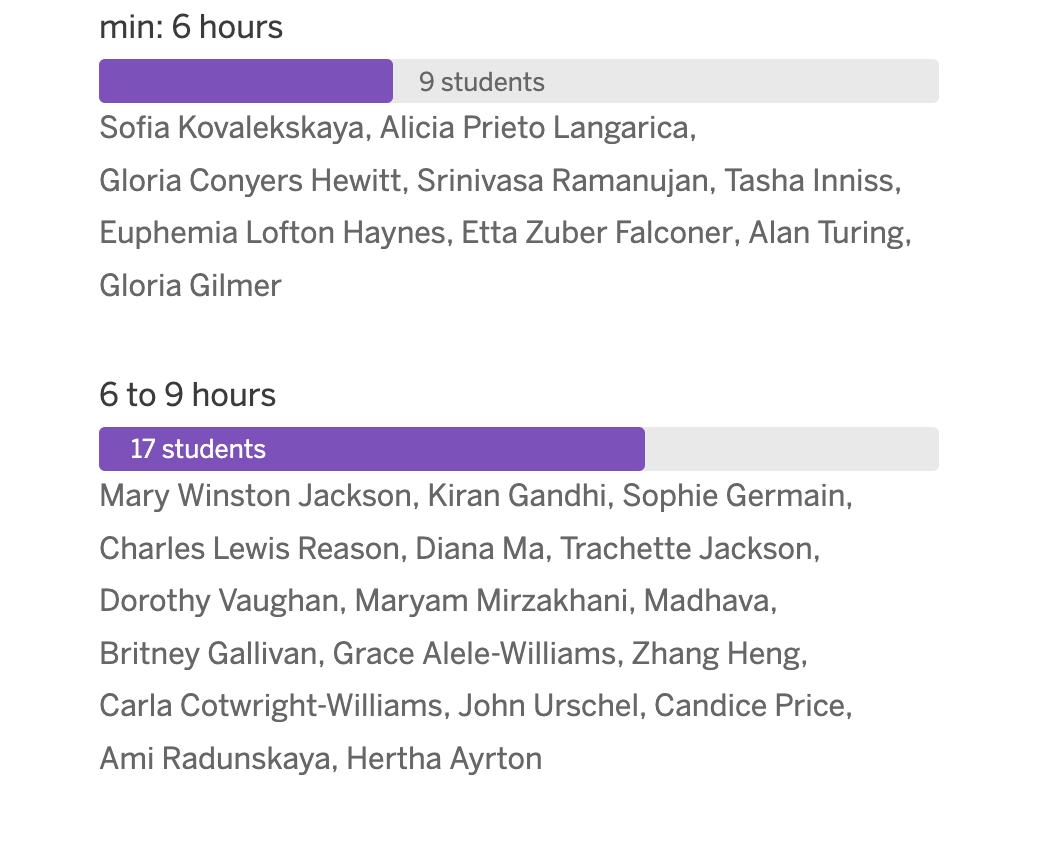 min: 6 hours
9 students
Sofia Kovalekskaya, Alicia Prieto Langarica,
Gloria Conyers Hewitt, Srinivasa Ramanujan, Tasha Inniss,
Euphemia Lofton Haynes, Etta Zuber Falconer, Alan Turing,
Gloria Gilmer
6 to 9 hours
17 students
Mary Winston Jackson, Kiran Gandhi, Sophie Germain,
Charles Lewis Reason, Diana Ma, Trachette Jackson,
Dorothy Vaughan, Maryam Mirzakhani, Madhava,
Britney Gallivan, Grace Alele-Williams, Zhang Heng,
Carla Cotwright-Williams, John Urschel, Candice Price,
Ami Radunskaya, Hertha Ayrton